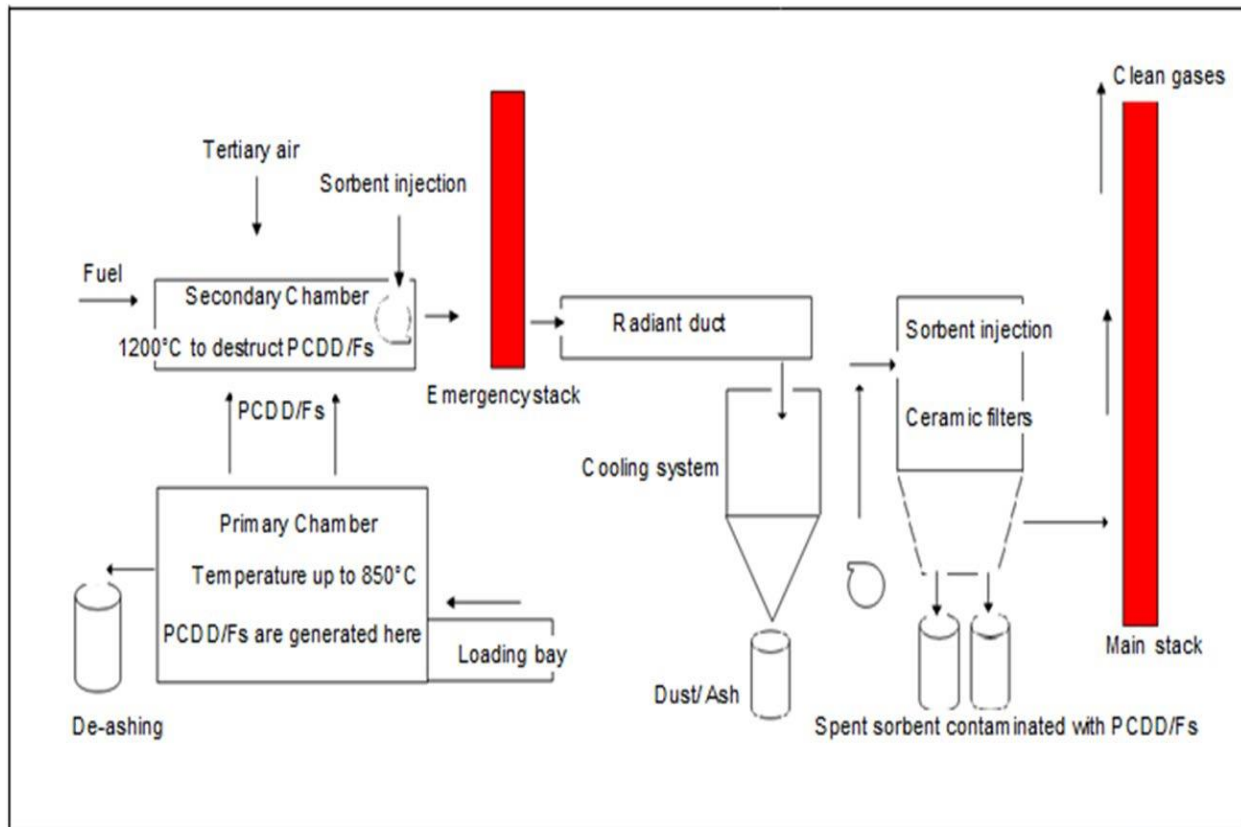 Clean gases
Tertiary air
Sorbent injection
Fuel
Secondary Chamber
1200°C to destruct PCDD/Fs
Radiant duct
Sorbent injection
Emergency stack
PCDD/Fs
Ceramic filters
Cooling system
Primary Chamber
Temperature up to 850°C
PCDD/Fs are generated here
Loading bay
Main stack
Dust/ Ash
De-ashing
Spent sorbent contaminated with PCDD/Fs